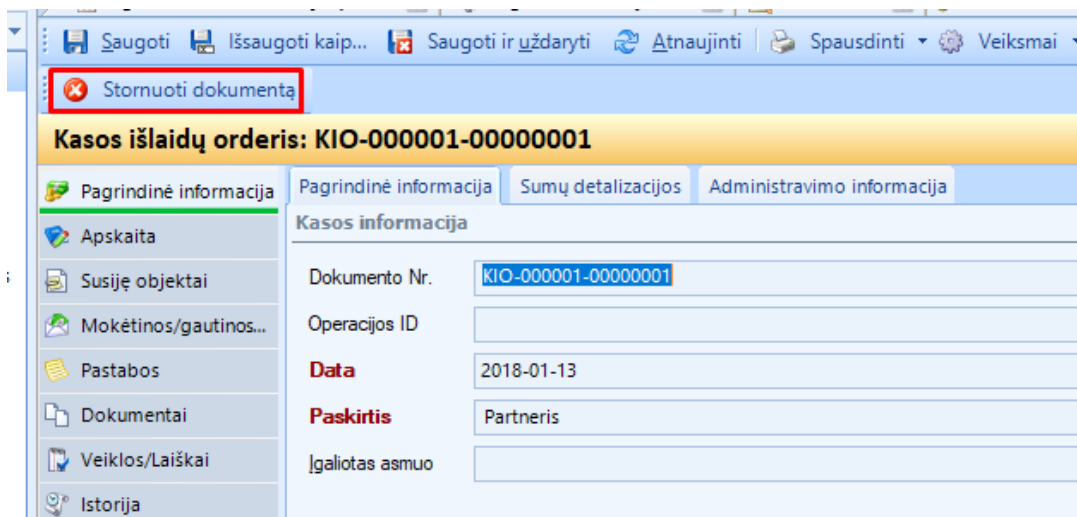 Saugoti Išsaugoti kaip... Saugoti ir uždaryti Atnaujinti Spausdinti Veiksmai
Stornuoti dokumentą
Kasos išlaidų orderis: KIO-000001-00000001
Pagrindinė informacija
Apskaita
Susiję objektai
Mokėtinos/gautinos...
Pastabos
Dokumentai
Veiklos/Laiškai
Istorija
Pagrindinė informacija Sumų detalizacijos Administravimo informacija
Kasos informacija
Dokumento Nr. KIO-000001-00000001
Operacijos ID
Data 2018-01-13
Paskirtis Partneris
Įgaliotas asmuo